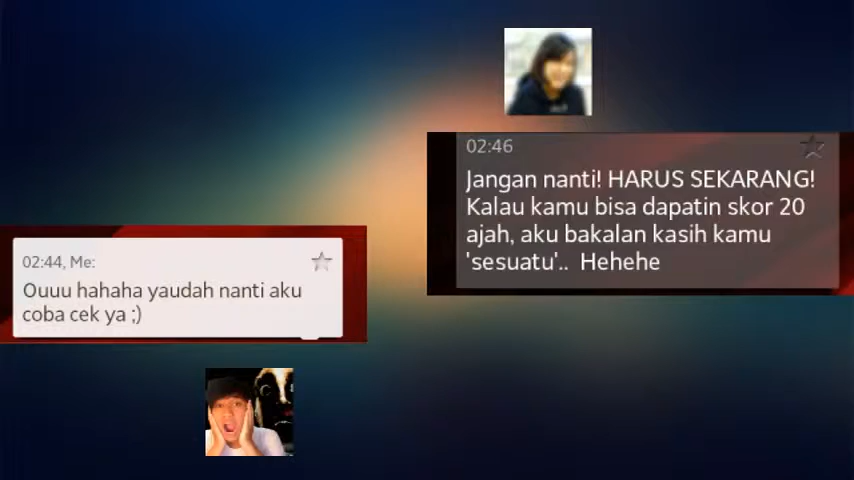 02:44, Me:
Ouuu hahaha yaudah nanti aku
coba cek ya ;)
02:46
Jangan nanti! HARUS SEKARANG!
Kalau kamu bisa dapatin skor 20
ajah, aku bakalan kasih kamu
'sesuatu'.. Hehehe